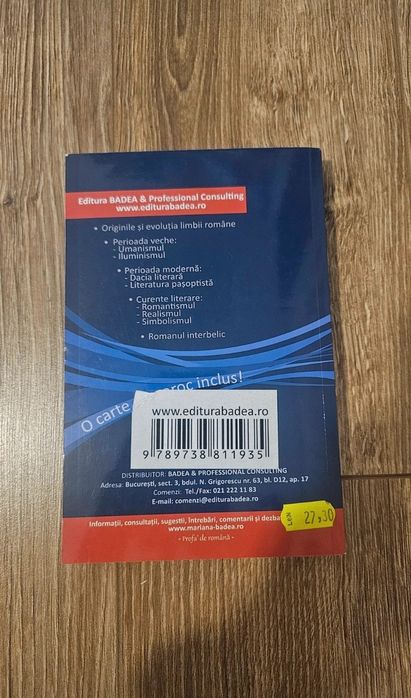 Editura BADEA & Professional Consulting
www.editurabadea.ro
• Originile și evoluția limbii române
• Perioada veche:
- Umanismul
- Iluminismul
• Perioada modernă:
- Dacia literară
- Literatura pașoptistă
• Curente literare:
- Romantismul
- Realismul
- Simbolismul
• Romanul interbelic
O carte inclus!
www.editurabadea.ro
9 789738 811935
DISTRIBUITOR: BADEA & PROFESSIONAL CONSULTING
Adresa: București, sect. 3, bdul. N. Grigorescu nr. 63, bl. D12, ap. 17
Comenzi: Tel./Fax: 021 222 11 83
E-mail: comenzi@editurabadea.ro
Informații, consultații, sugestii, întrebări, comentarii și
www.mariana-badea.ro
- Profa' de română -
LEN 27,30